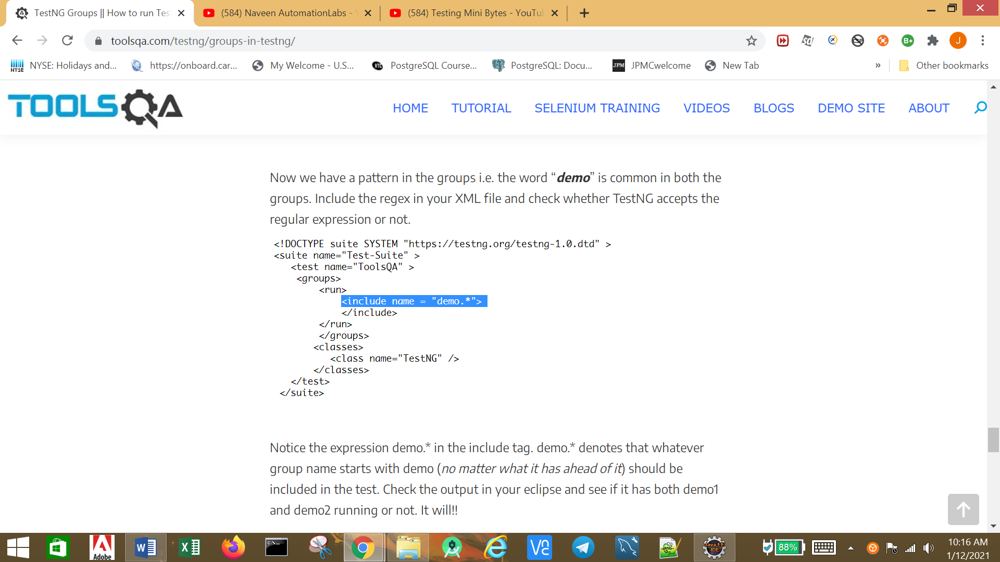 TestNG Groups || How to run Tes
(584) Naveen AutomationLabs -
(584) Testing Mini Bytes - YouTu
toolsqa.com/testng/groups-in-testng/
J
NYSE
NYSE: Holidays and...
https://onboard.car...
My Welcome - U.S...
VTC
PostgreSQL Course...
PostgreSQL: Docu...
JPM
JPMCwelcome
New Tab
»
Other bookmarks
TOOLSQA
HOME
TUTORIAL
SELENIUM TRAINING
VIDEOS
BLOGS
DEMO SITE
ABOUT
Now we have a pattern in the groups i.e. the word “demo” is common in both the
groups. Include the regex in your XML file and check whether TestNG accepts the
regular expression or not.
<!DOCTYPE suite SYSTEM "https://testng.org/testng-1.0.dtd" >
<suite name="Test-Suite" >
<test name="ToolsQA" >
<groups>
<run>
<include name = "demo.*">
</include>
</run>
</groups>
<classes>
<class name="TestNG" />
</classes>
</test>
</suite>
Notice the expression demo.* in the include tag. demo.* denotes that whatever
group name starts with demo (no matter what it has ahead of it) should be
included in the test. Check the output in your eclipse and see if it has both demo1
and demo2 running or not. It will!!
Adobe
Java EE
IDE
88%
10:16 AM
1/12/2021